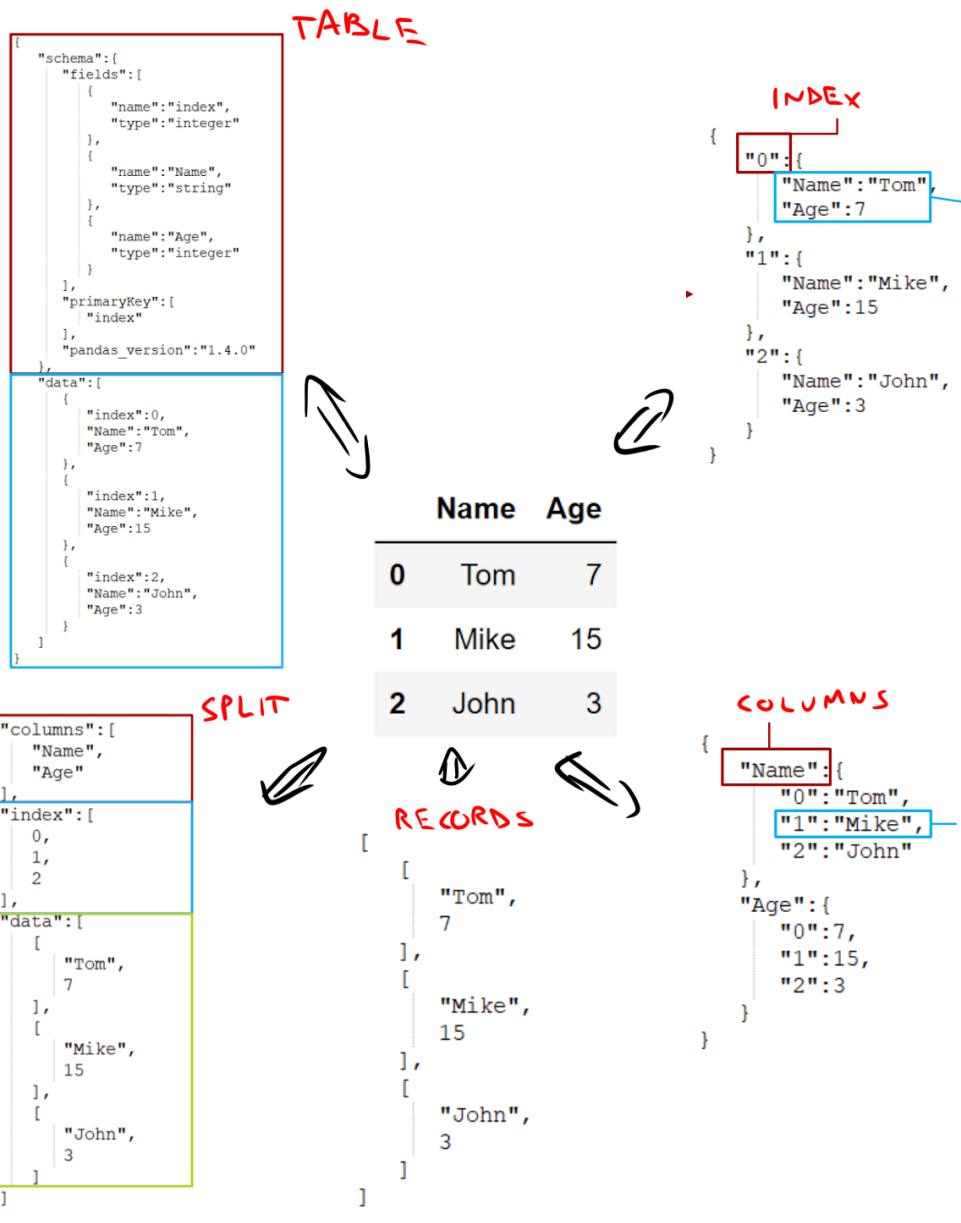 TABLE
{
"schema":{
"fields":[
{
"name":"index",
"type":"integer"
},
{
"name":"Name",
"type":"string"
},
{
"name":"Age",
"type":"integer"
}
],
"primaryKey":[
"index"
],
"pandas_version":"1.4.0"
},
"data":[
{
"index":0,
"Name":"Tom",
"Age":7
},
{
"index":1,
"Name":"Mike",
"Age":15
},
{
"index":2,
"Name":"John",
"Age":3
}
]
}
INDEX
{
"0":{
"Name":"Tom",
"Age":7
},
"1":{
"Name":"Mike",
"Age":15
},
"2":{
"Name":"John",
"Age":3
}
}
Name Age
0 Tom 7
1 Mike 15
2 John 3
SPLIT
"columns":[
"Name",
"Age"
],
"index":[
0,
1,
2
],
"data":[
[
"Tom",
7
],
[
"Mike",
15
],
[
"John",
3
]
]
RECORDS
[
[
"Tom",
7
],
[
"Mike",
15
],
[
"John",
3
]
]
COLUMNS
{
"Name":{
"0":"Tom",
"1":"Mike",
"2":"John"
},
"Age":{
"0":7,
"1":15,
"2":3
}
}